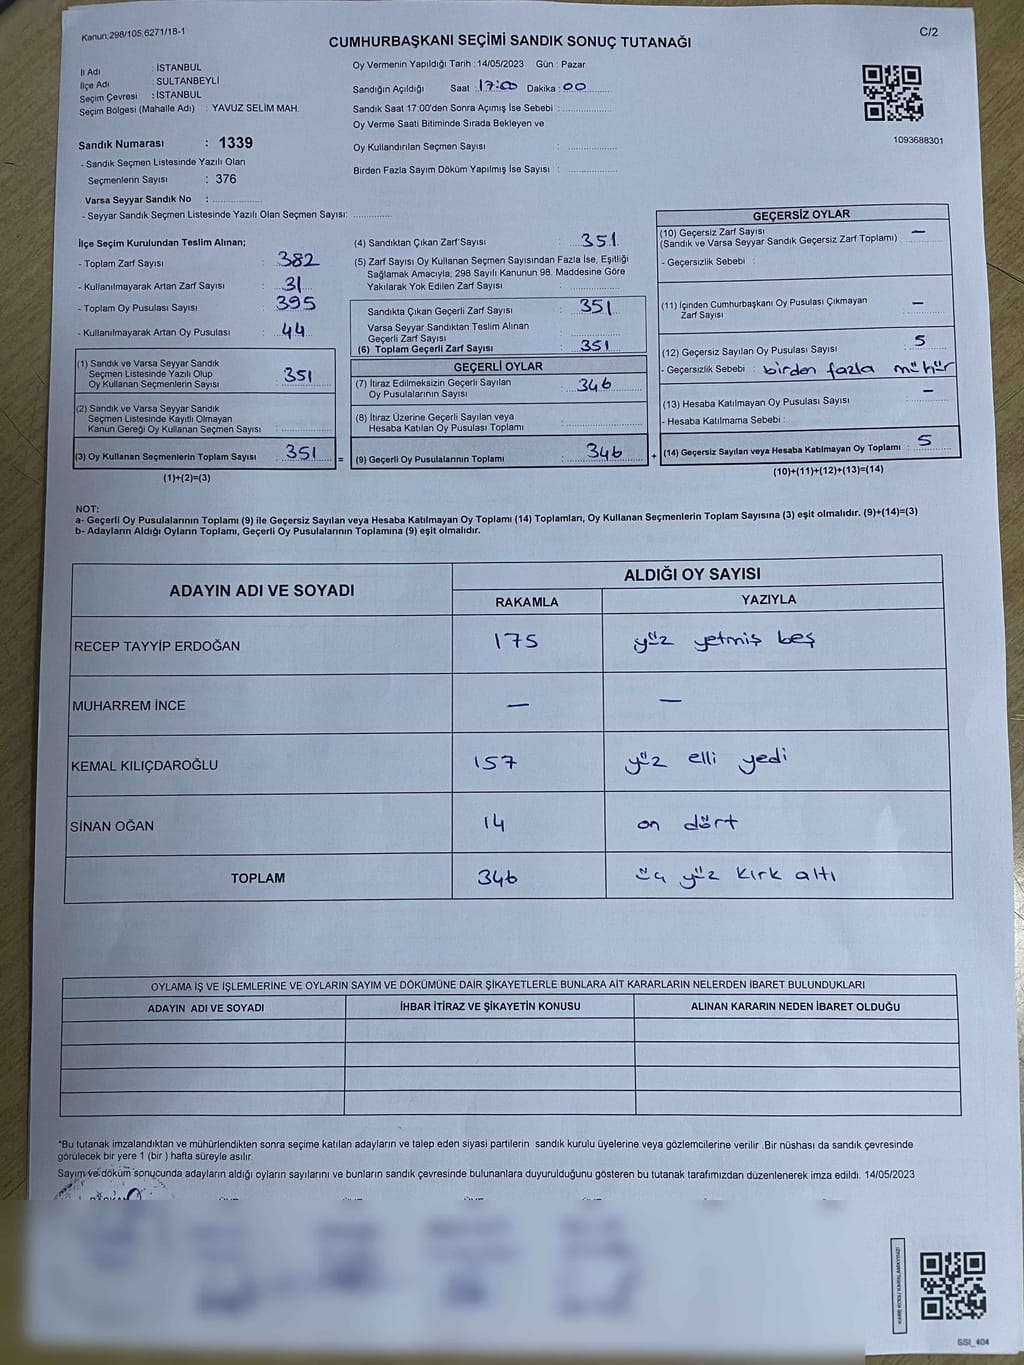 Kanun:298/105,6271/18-1
C/2
CUMHURBAŞKANI SEÇİMİ SANDIK SONUÇ TUTANAĞI
İl Adı : İSTANBUL
İlçe Adı : SULTANBEYLİ
Seçim Çevresi : İSTANBUL
Seçim Bölgesi (Mahalle Adı) : YAVUZ SELİM MAH.
Sandık Numarası : 1339
- Sandık Seçmen Listesinde Yazılı Olan
Seçmenlerin Sayısı : 376
Varsa Seyyar Sandık No :
- Seyyar Sandık Seçmen Listesinde Yazılı Olan Seçmen Sayısı:
Oy Vermenin Yapıldığı Tarih : 14/05/2023 Gün : Pazar
Sandığın Açıldığı Saat : 17:00 Dakika : 00
Sandık Saat 17:00'den Sonra Açımış İse Sebebi :
Oy Verme Saati Bitiminde Sırada Bekleyen ve
Oy Kullandırılan Seçmen Sayısı :
Birden Fazla Sayım Döküm Yapılmış İse Sayısı :
1093688301
İlçe Seçim Kurulundan Teslim Alınan;
- Toplam Zarf Sayısı : 382
- Kullanılmayarak Artan Zarf Sayısı : 31
- Toplam Oy Pusulası Sayısı : 395
- Kullanılmayarak Artan Oy Pusulası : 44
(1) Sandık ve Varsa Seyyar Sandık
Seçmen Listesinde Yazılı Olup
Oy Kullanan Seçmenlerin Sayısı : 351
(2) Sandık ve Varsa Seyyar Sandık
Seçmen Listesinde Kayıtlı Olmayan
Kanun Gereği Oy Kullanan Seçmen Sayısı :
(3) Oy Kullanan Seçmenlerin Toplam Sayısı : 351 =
(1)+(2)=(3)
(4) Sandıktan Çıkan Zarf Sayısı : 351
(5) Zarf Sayısı Oy Kullanan Seçmen Sayısından Fazla İse, Eşitliği
Sağlamak Amacıyla; 298 Sayılı Kanunun 98. Maddesine Göre
Yakılarak Yok Edilen Zarf Sayısı :
Sandıkta Çıkan Geçerli Zarf Sayısı : 351
Varsa Seyyar Sandıktan Teslim Alınan
Geçerli Zarf Sayısı :
(6) Toplam Geçerli Zarf Sayısı : 351
GEÇERLİ OYLAR
(7) İtiraz Edilmeksizin Geçerli Sayılan
Oy Pusulalarının Sayısı : 346
(8) İtiraz Üzerine Geçerli Sayılan veya
Hesaba Katılan Oy Pusulası Toplamı :
(9) Geçerli Oy Pusulalarının Toplamı : 346 +
GEÇERSİZ OYLAR
(10) Geçersiz Zarf Sayısı : —
(Sandık ve Varsa Seyyar Sandık Geçersiz Zarf Toplamı)
- Geçersizlik Sebebi :
(11) İçinden Cumhurbaşkanı Oy Pusulası Çıkmayan
Zarf Sayısı : —
(12) Geçersiz Sayılan Oy Pusulası Sayısı : 5
- Geçersizlik Sebebi : birden fazla mühür
(13) Hesaba Katılmayan Oy Pusulası Sayısı : —
- Hesaba Katılmama Sebebi :
(14) Geçersiz Sayılan veya Hesaba Katılmayan Oy Toplamı : 5
(10)+(11)+(12)+(13)=(14)
NOT:
a- Geçerli Oy Pusulalarının Toplamı (9) ile Geçersiz Sayılan veya Hesaba Katılmayan Oy Toplamı (14) Toplamları, Oy Kullanan Seçmenlerin Toplam Sayısına (3) eşit olmalıdır. (9)+(14)=(3)
b- Adayların Aldığı Oyların Toplamı, Geçerli Oy Pusulalarının Toplamına (9) eşit olmalıdır.
ADAYIN ADI VE SOYADI
ALDIĞI OY SAYISI
RAKAMLA YAZIYLA
RECEP TAYYİP ERDOĞAN 175 yüz yetmiş beş
MUHARREM İNCE — —
KEMAL KILIÇDAROĞLU 157 yüz elli yedi
SİNAN OĞAN 14 on dört
TOPLAM 346 üç yüz kırk altı
OYLAMA İŞ VE İŞLEMLERİNE VE OYLARIN SAYIM VE DÖKÜMÜNE DAİR ŞİKAYETLERLE BUNLARA AİT KARARLARIN NELERDEN İBARET BULUNDUKLARI
ADAYIN ADI VE SOYADI İHBAR İTİRAZ VE ŞİKAYETİN KONUSU ALINAN KARARIN NEDEN İBARET OLDUĞU
*Bu tutanak imzalandıktan ve mühürlendikten sonra seçime katılan adayların ve talep eden siyasi partilerin sandık kurulu üyelerine veya gözlemcilerine verilir .Bir nüshası da sandık çevresinde
görülecek bir yere 1 (bir ) hafta süreyle asılır.
Sayım ve döküm sonucunda adayların aldığı oyların sayılarını ve bunların sandık çevresinde bulunanlara duyurulduğunu gösteren bu tutanak tarafımızdan düzenlenerek imza edildi. 14/05/2023
KARE KODU KARALAMAYINIZ!
SSI_404